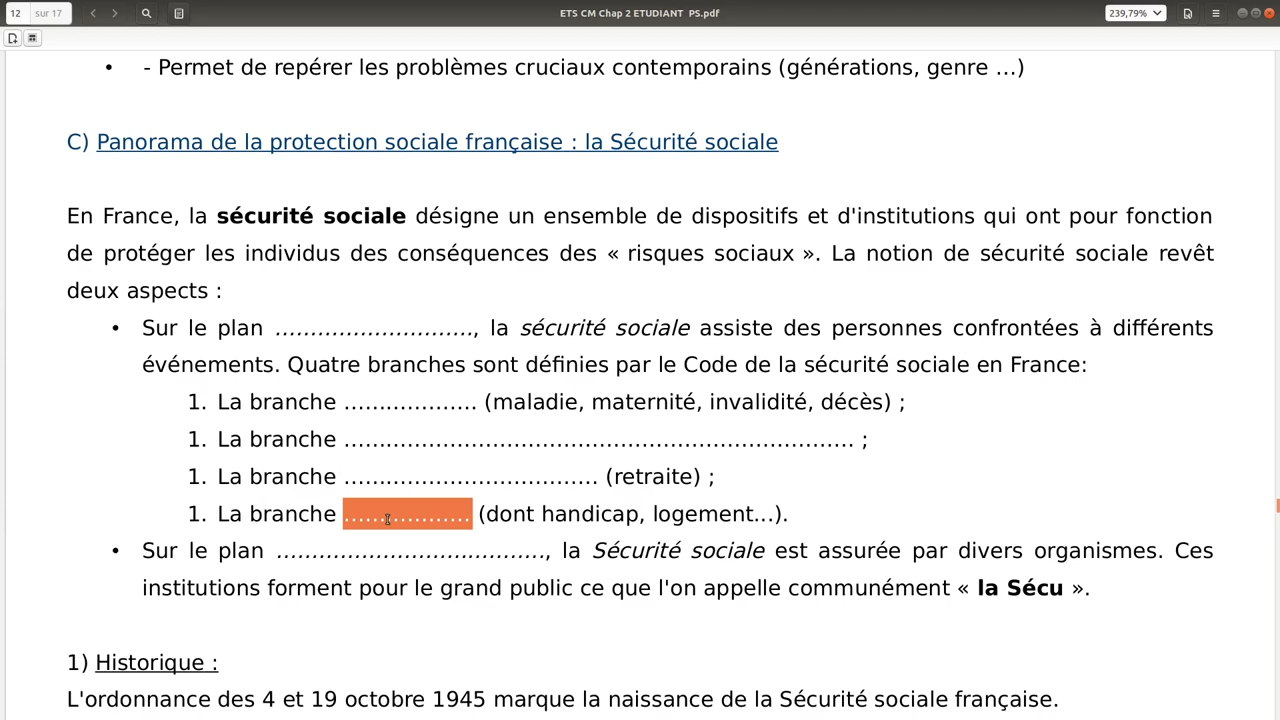 12 sur 17
ETS CM Chap 2 ETUDIANT PS.pdf
239,79%
• - Permet de repérer les problèmes cruciaux contemporains (générations, genre …)
C) Panorama de la protection sociale française : la Sécurité sociale
En France, la sécurité sociale désigne un ensemble de dispositifs et d'institutions qui ont pour fonction
de protéger les individus des conséquences des « risques sociaux ». La notion de sécurité sociale revêt
deux aspects :
• Sur le plan ………………………., la sécurité sociale assiste des personnes confrontées à différents
événements. Quatre branches sont définies par le Code de la sécurité sociale en France:
1. La branche ………………. (maladie, maternité, invalidité, décès) ;
1. La branche ……………………………………………………………… ;
1. La branche ……………………………… (retraite) ;
1. La branche ……………… (dont handicap, logement…).
• Sur le plan ………………………………., la Sécurité sociale est assurée par divers organismes. Ces
institutions forment pour le grand public ce que l'on appelle communément « la Sécu ».
1) Historique :
L'ordonnance des 4 et 19 octobre 1945 marque la naissance de la Sécurité sociale française.